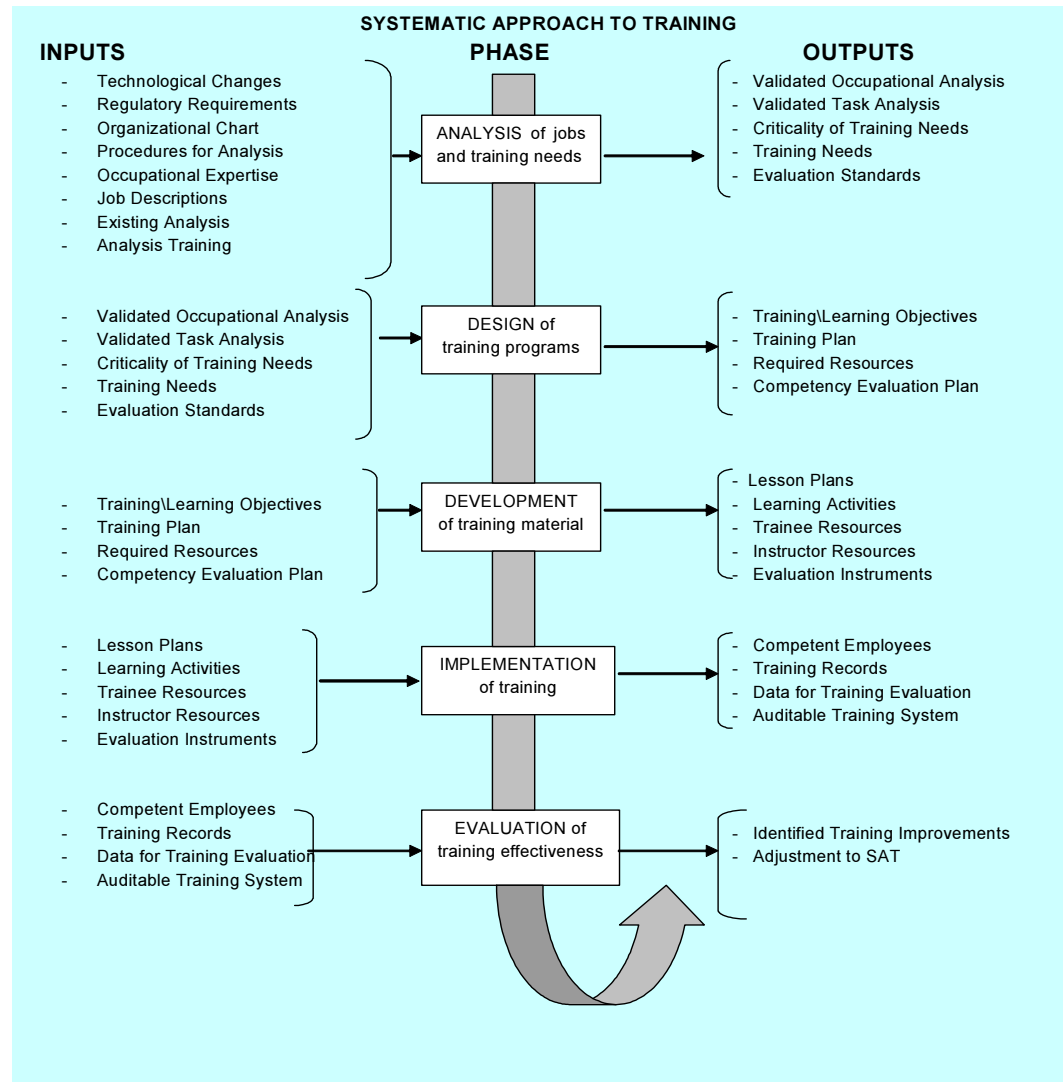 SYSTEMATIC APPROACH TO TRAINING
INPUTS
PHASE
OUTPUTS
- Technological Changes
- Regulatory Requirements
- Organizational Chart
- Procedures for Analysis
- Occupational Expertise
- Job Descriptions
- Existing Analysis
- Analysis Training
ANALYSIS of jobs
and training needs
- Validated Occupational Analysis
- Validated Task Analysis
- Criticality of Training Needs
- Training Needs
- Evaluation Standards
- Validated Occupational Analysis
- Validated Task Analysis
- Criticality of Training Needs
- Training Needs
- Evaluation Standards
DESIGN of
training programs
- Training\Learning Objectives
- Training Plan
- Required Resources
- Competency Evaluation Plan
- Training\Learning Objectives
- Training Plan
- Required Resources
- Competency Evaluation Plan
DEVELOPMENT
of training material
- Lesson Plans
- Learning Activities
- Trainee Resources
- Instructor Resources
- Evaluation Instruments
- Lesson Plans
- Learning Activities
- Trainee Resources
- Instructor Resources
- Evaluation Instruments
IMPLEMENTATION
of training
- Competent Employees
- Training Records
- Data for Training Evaluation
- Auditable Training System
- Competent Employees
- Training Records
- Data for Training Evaluation
- Auditable Training System
EVALUATION of
training effectiveness
- Identified Training Improvements
- Adjustment to SAT